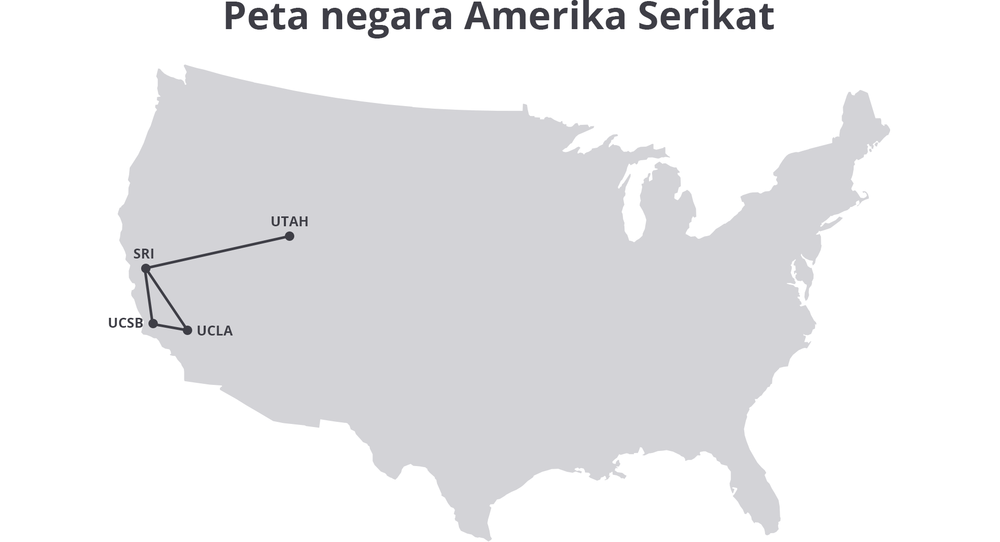 Peta negara Amerika Serikat
UTAH
SRI
UCSB
UCLA